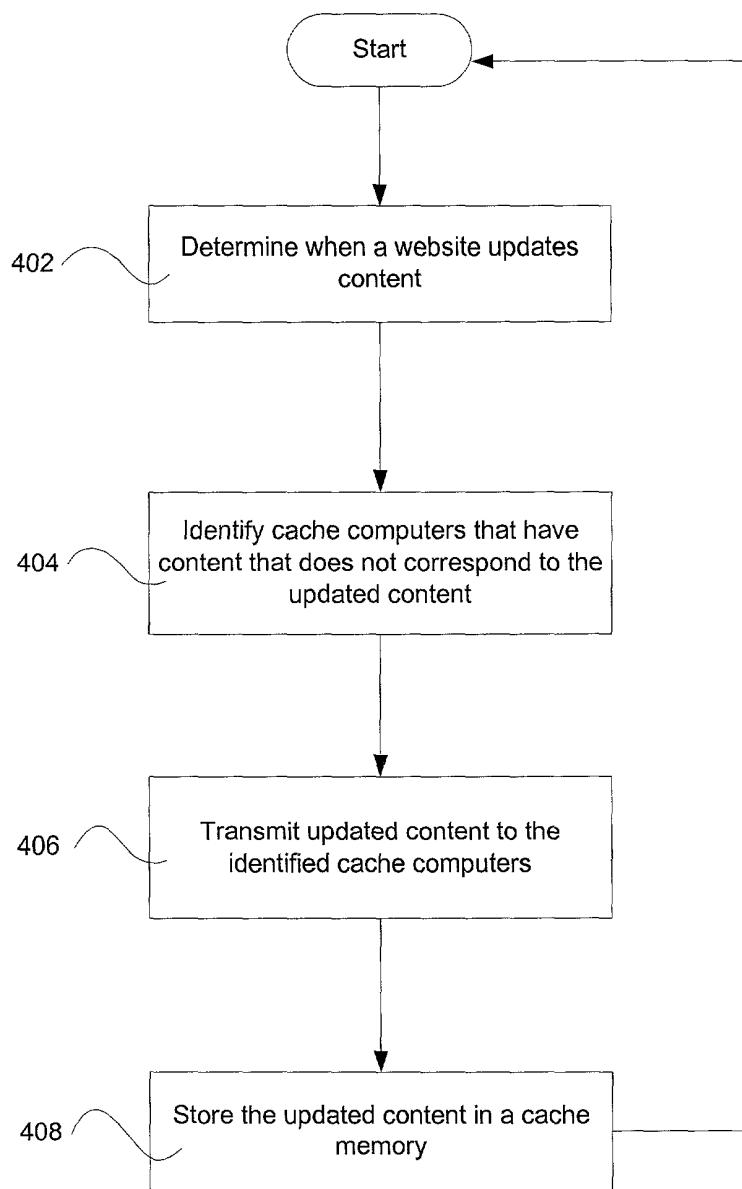 Start
402
Determine when a website updates
content
404
Identify cache computers that have
content that does not correspond to the
updated content
406
Transmit updated content to the
identified cache computers
408
Store the updated content in a cache
memory